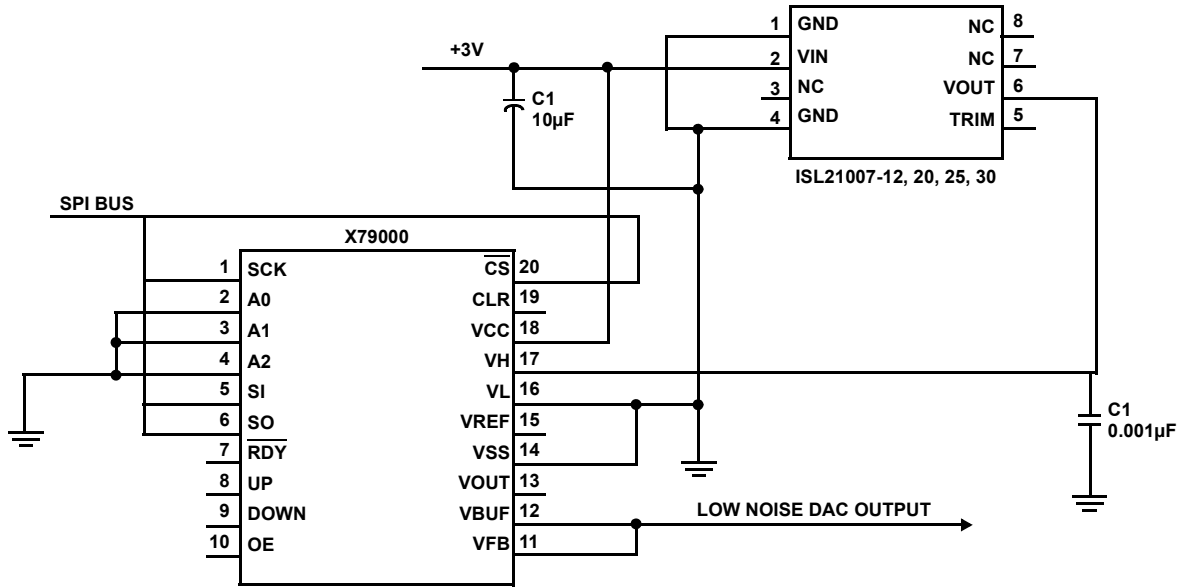 +3V
C1
10µF
1 GND
2 VIN
3 NC
4 GND
NC 8
NC 7
VOUT 6
TRIM 5
ISL21007-12, 20, 25, 30
SPI BUS
X79000
1 SCK
2 A0
3 A1
4 A2
5 SI
6 SO
7 RDY
8 UP
9 DOWN
10 OE
CS 20
CLR 19
VCC 18
VH 17
VL 16
VREF 15
VSS 14
VOUT 13
VBUF 12
VFB 11
C1
0.001µF
LOW NOISE DAC OUTPUT